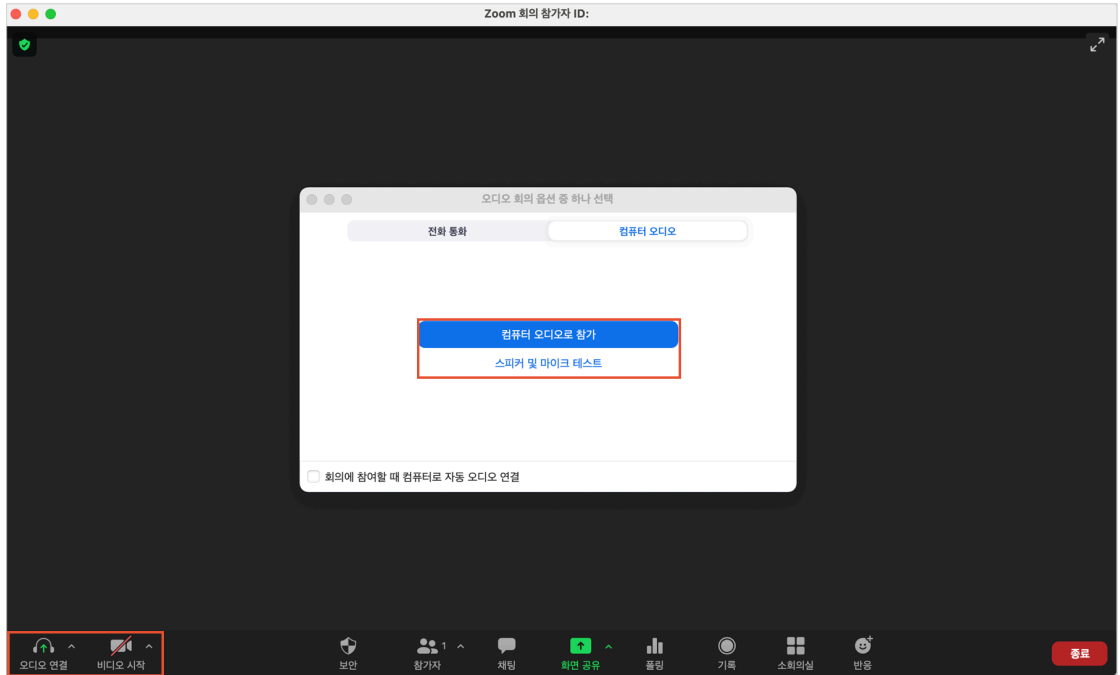 Zoom 회의 참가자 ID:
오디오 회의 옵션 중 하나 선택
전화 통화
컴퓨터 오디오
컴퓨터 오디오로 참가
스피커 및 마이크 테스트
회의에 참여할 때 컴퓨터로 자동 오디오 연결
오디오 연결
비디오 시작
보안
1
참가자
채팅
화면 공유
폴링
기록
소회의실
반응
종료